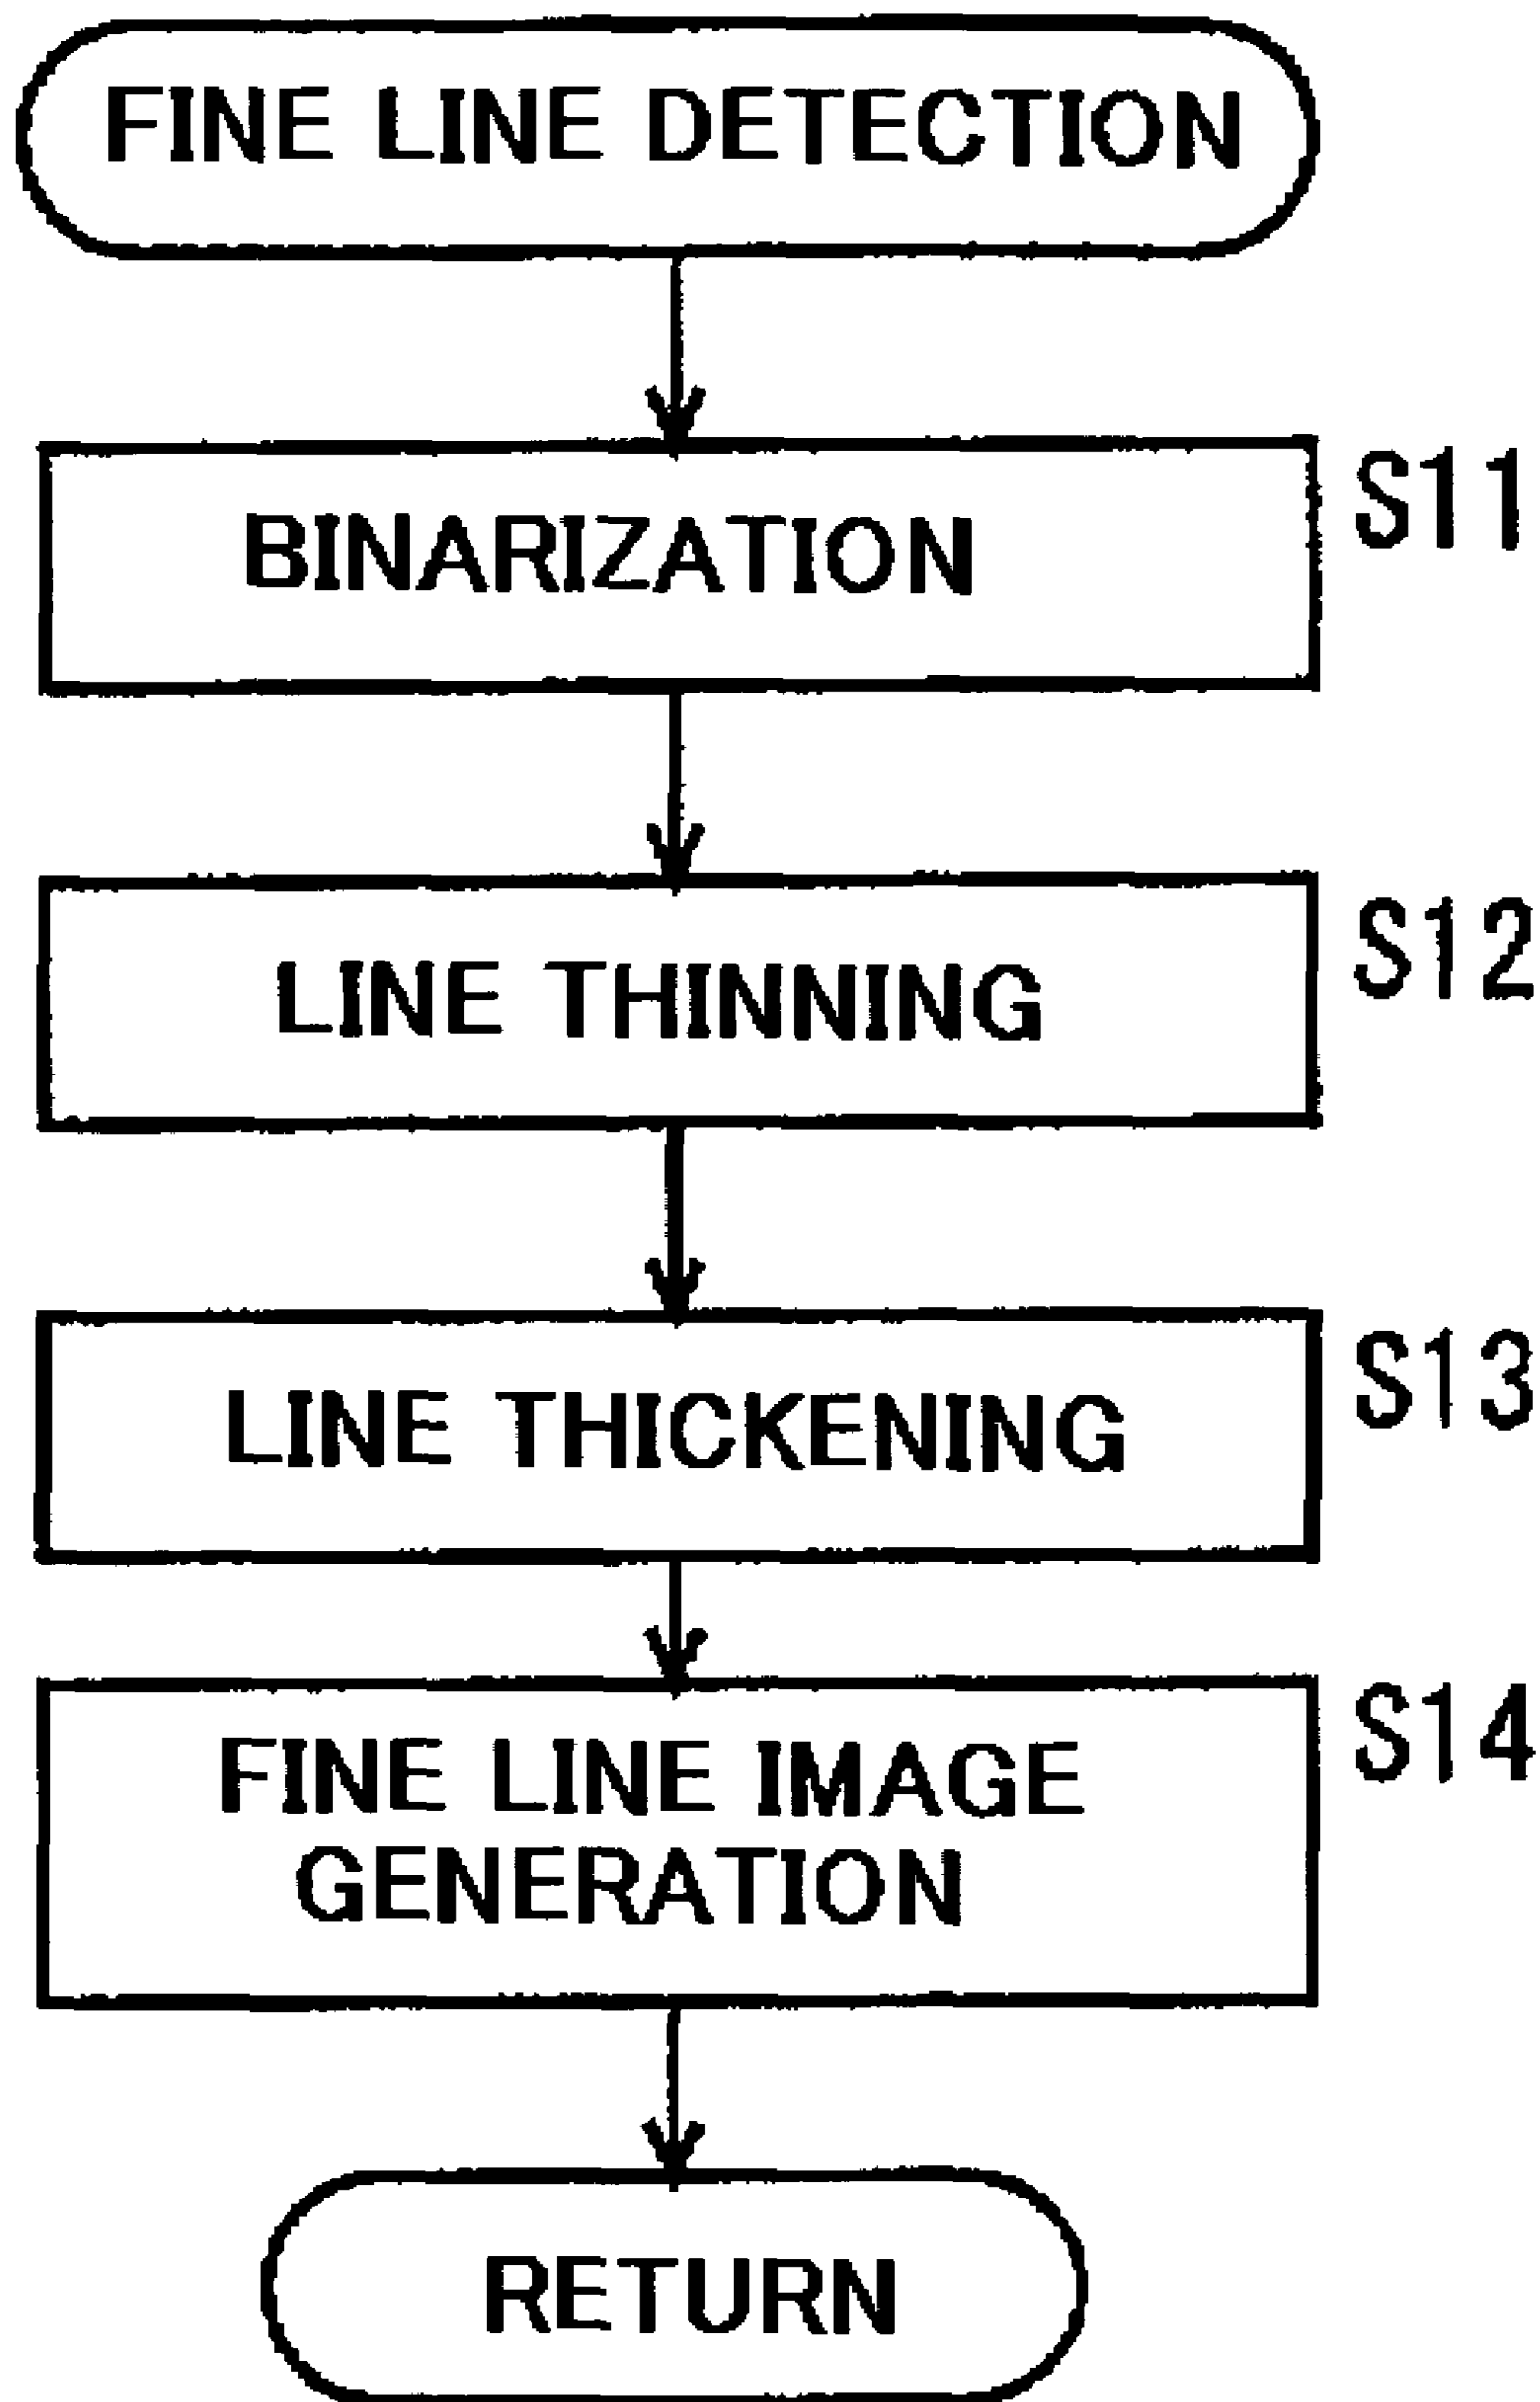 FINE LINE DETECTION
BINARIZATION
S11
LINE THINNING
S12
LINE THICKENING
S13
FINE LINE IMAGE
GENERATION
S14
RETURN